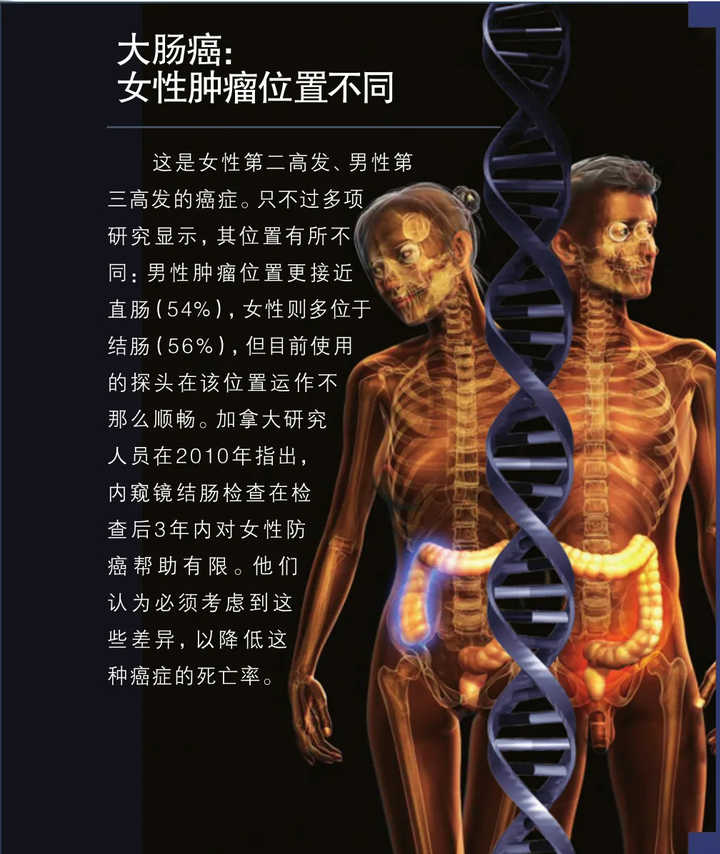 大肠癌：
女性肿瘤位置不同
这是女性第二高发、男性第
三高发的癌症。只不过多项
研究显示，其位置有所不
同：男性肿瘤位置更接近
直肠（54%），女性则多位于
结肠（56%），但目前使用
的探头在该位置运作不
那么顺畅。加拿大研究
人员在2010年指出，
内窥镜结肠检查在检
查后3年内对女性防
癌帮助有限。他们
认为必须考虑到这
些差异，以降低这
种癌症的死亡率。